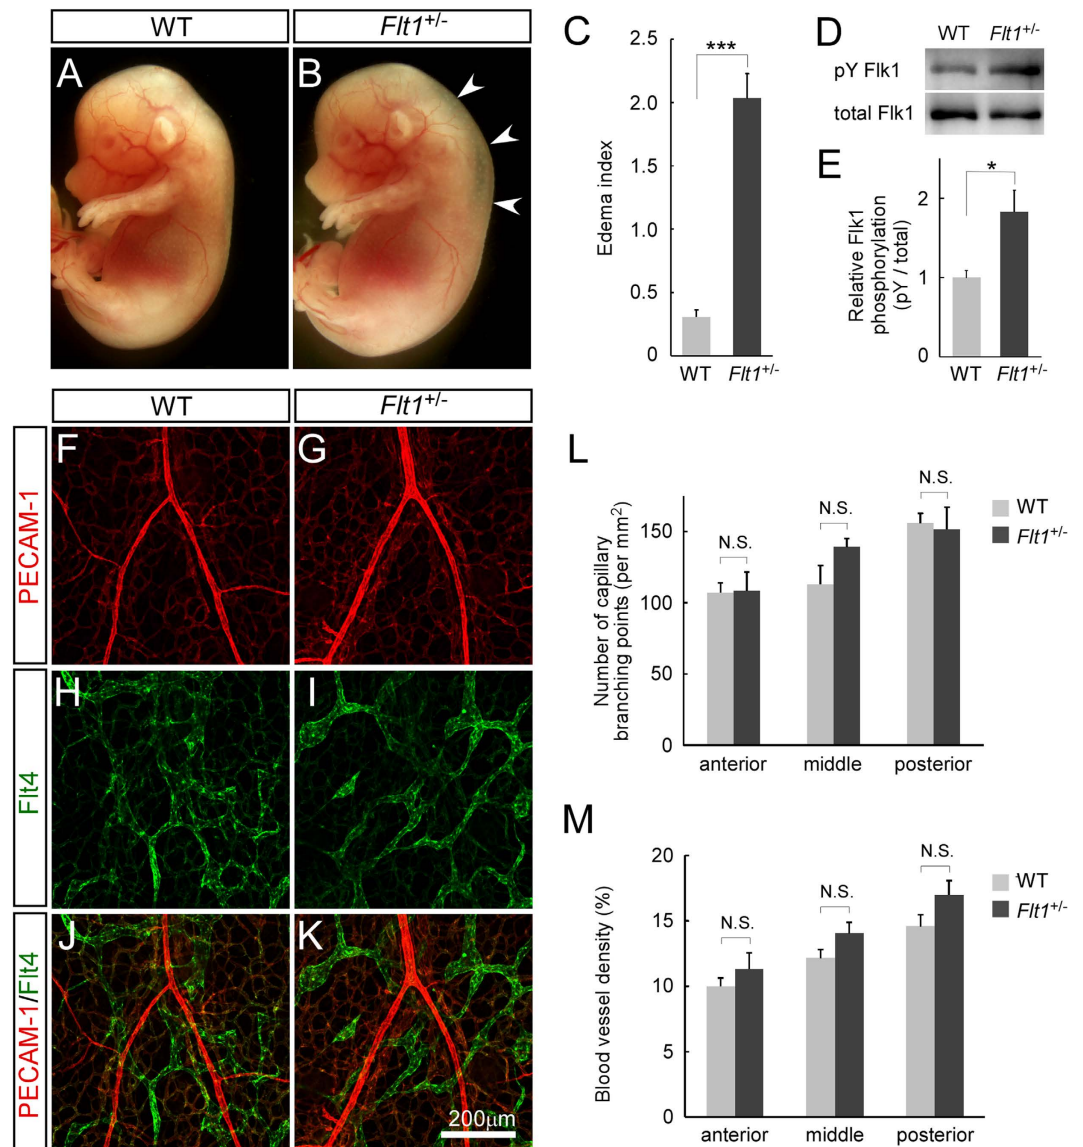 WT
Flt1+/-
A
B
C
Edema index
2.5
2.0
1.5
1.0
0.5
0
***
WT
Flt1+/-
D
WT
Flt1+/-
pY Flk1
total Flk1
E
Relative Flk1
phosphorylation
(pY / total)
2
1
0
*
WT
Flt1+/-
WT
Flt1+/-
PECAM-1
F
G
Flt4
H
I
PECAM-1/Flt4
J
K
200μm
L
Number of capillary
branching points (per mm2)
150
100
50
0
N.S.
N.S.
N.S.
WT
Flt1+/-
anterior
middle
posterior
M
Blood vessel density (%)
20
15
10
5
0
N.S.
N.S.
N.S.
WT
Flt1+/-
anterior
middle
posterior